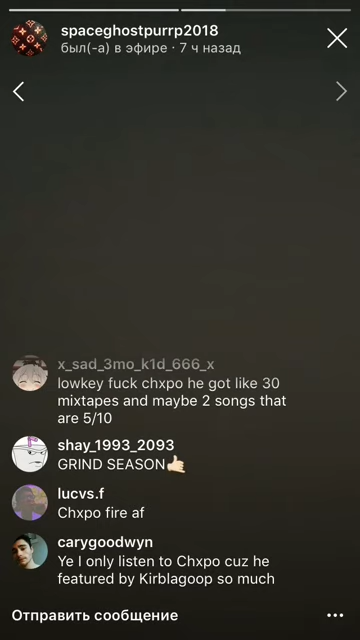 spaceghostpurrp2018
был(-а) в эфире · 7 ч назад
x_sad_3mo_k1d_666_x
lowkey fuck chxpo he got like 30
mixtapes and maybe 2 songs that
are 5/10
shay_1993_2093
GRIND SEASON🤙🏻
lucvs.f
Chxpo fire af
carygoodwyn
Ye I only listen to Chxpo cuz he
featured by Kirblagoop so much
Отправить сообщение